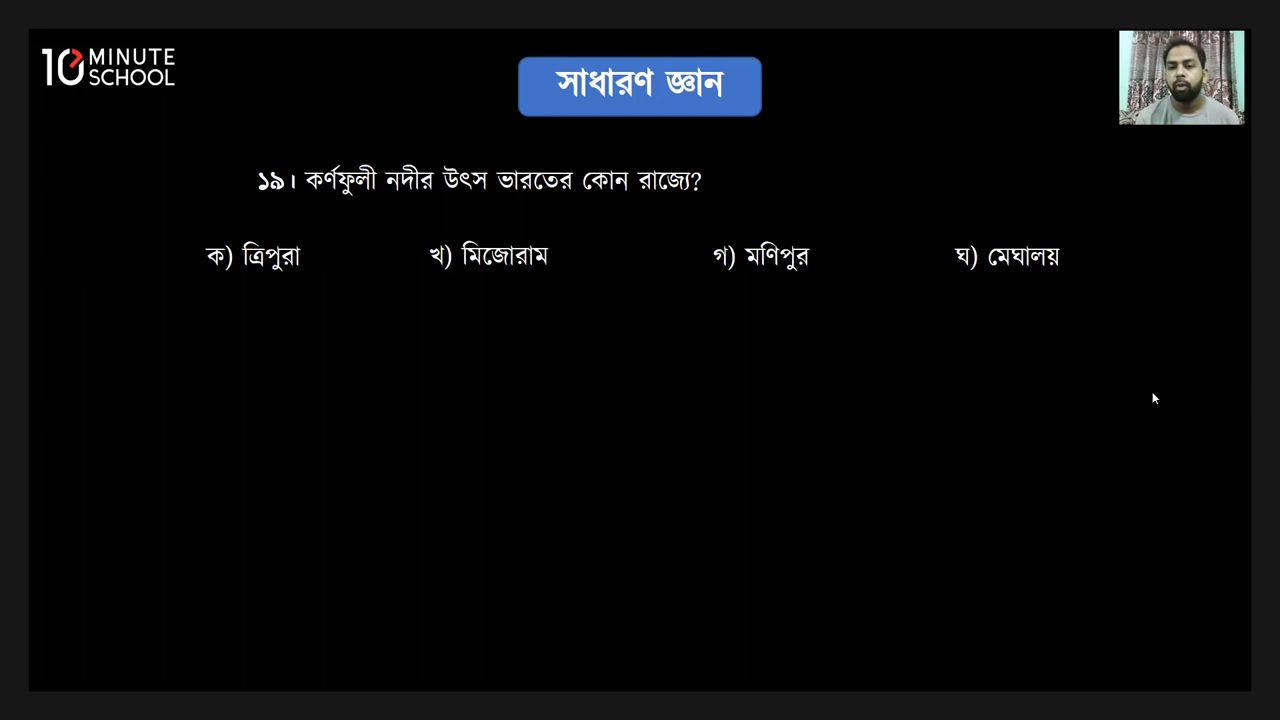 10 MINUTE
SCHOOL
সাধারণ জ্ঞান
১৯। কর্ণফুলী নদীর উৎস ভারতের কোন রাজ্যে?
ক) ত্রিপুরা খ) মিজোরাম গ) মণিপুর ঘ) মেঘালয়